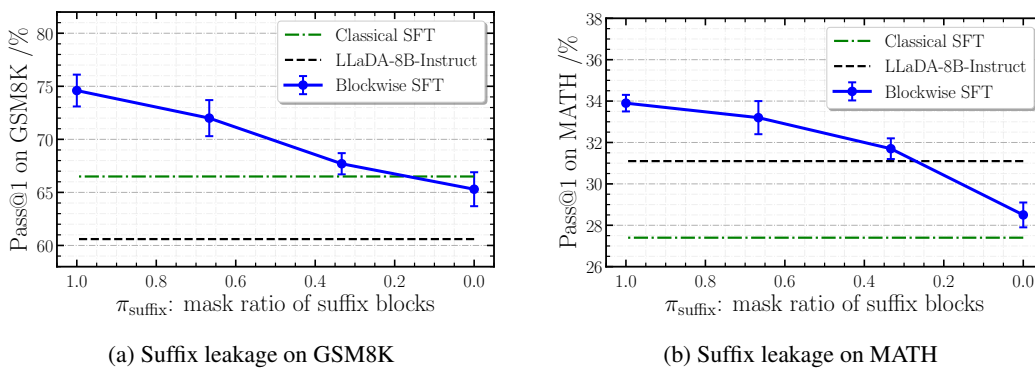 Pass@1 on GSM8K /%
80
75
70
65
60
1.0
0.8
0.6
0.4
0.2
0.0
Classical SFT
LLaDA-8B-Instruct
Blockwise SFT
π_suffix: mask ratio of suffix blocks
(a) Suffix leakage on GSM8K
Pass@1 on MATH /%
38
36
34
32
30
28
26
1.0
0.8
0.6
0.4
0.2
0.0
Classical SFT
LLaDA-8B-Instruct
Blockwise SFT
π_suffix: mask ratio of suffix blocks
(b) Suffix leakage on MATH